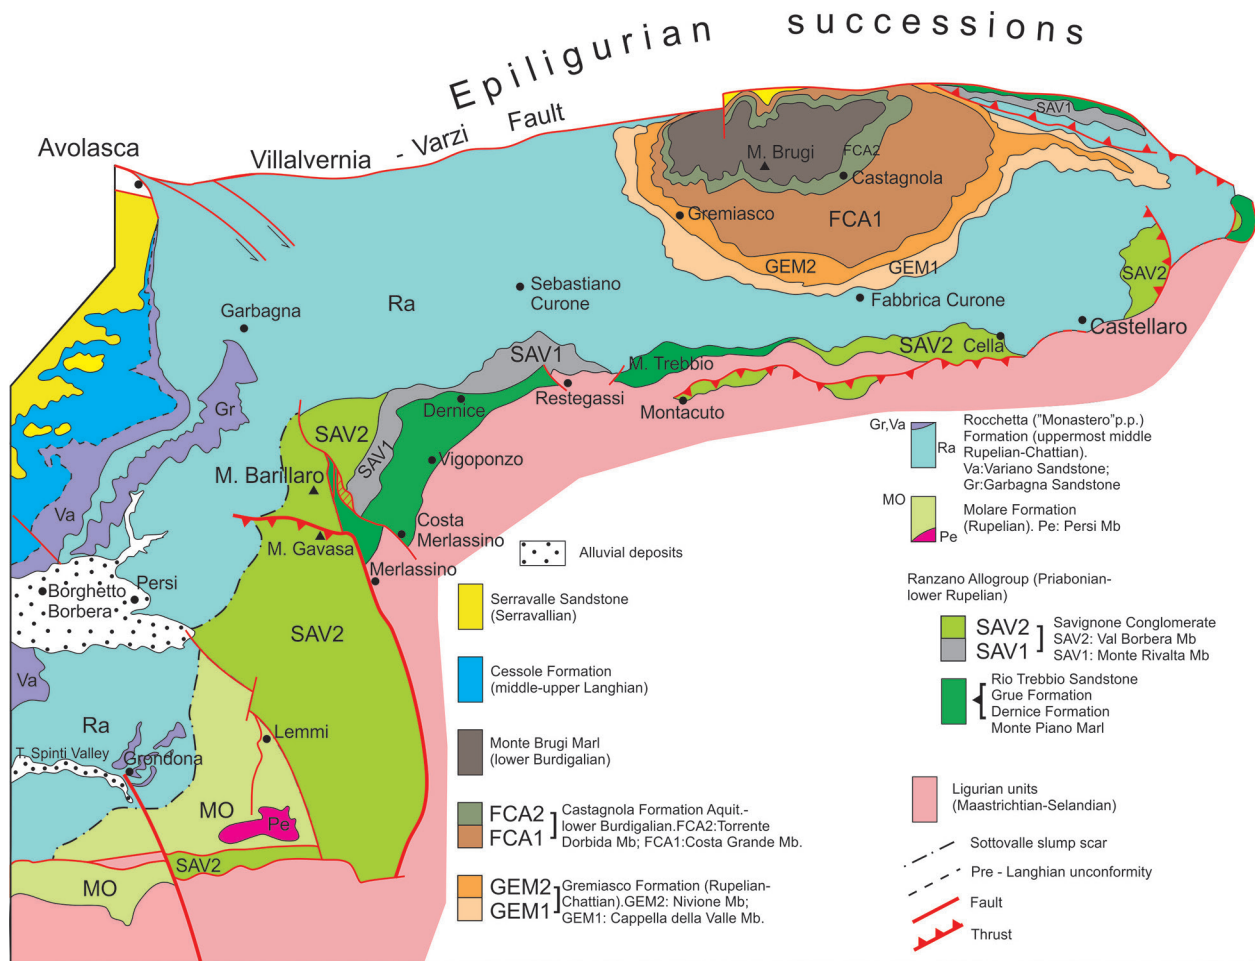 Epiligurian successions
Villalvernia - Varzi Fault
Avolasca
SAV1
M. Brugi
FCA2
Castagnola
Gremiasco
FCA1
GEM2
GEM1
SAV2
Sebastiano
Curone
Fabbrica Curone
Ra
Garbagna
Castellaro
SAV2
Cella
SAV1
M. Trebbio
Restegassi
Montacuto
Dernice
Gr
SAV2
SAV1
Vigoponzo
M. Barillaro
Va
Costa
Merlassino
M. Gavasa
Merlassino
Borghetto
Borbera
Persi
SAV2
Va
Ra
Lemmi
T. Spinti Valley
Grondona
MO
Pe
SAV2
MO
Alluvial deposits
Serravalle Sandstone
(Serravallian)
Cessole Formation
(middle-upper Langhian)
Monte Brugi Marl
(lower Burdigalian)
FCA2
FCA1
Castagnola Formation Aquit.-
lower Burdigalian.FCA2:Torrente
Dorbida Mb; FCA1:Costa Grande Mb.
GEM2
GEM1
Gremiasco Formation (Rupelian-
Chattian).GEM2: Nivione Mb;
GEM1: Cappella della Valle Mb.
Gr,Va
Ra
Rocchetta ("Monastero"p.p.)
Formation (uppermost middle
Rupelian-Chattian).
Va:Variano Sandstone;
Gr:Garbagna Sandstone
MO
Pe
Molare Formation
(Rupelian). Pe: Persi Mb
Ranzano Allogroup (Priabonian-
lower Rupelian)
SAV2
SAV1
Savignone Conglomerate
SAV2: Val Borbera Mb
SAV1: Monte Rivalta Mb
Rio Trebbio Sandstone
Grue Formation
Dernice Formation
Monte Piano Marl
Ligurian units
(Maastrichtian-Selandian)
Sottovalle slump scar
Pre - Langhian unconformity
Fault
Thrust